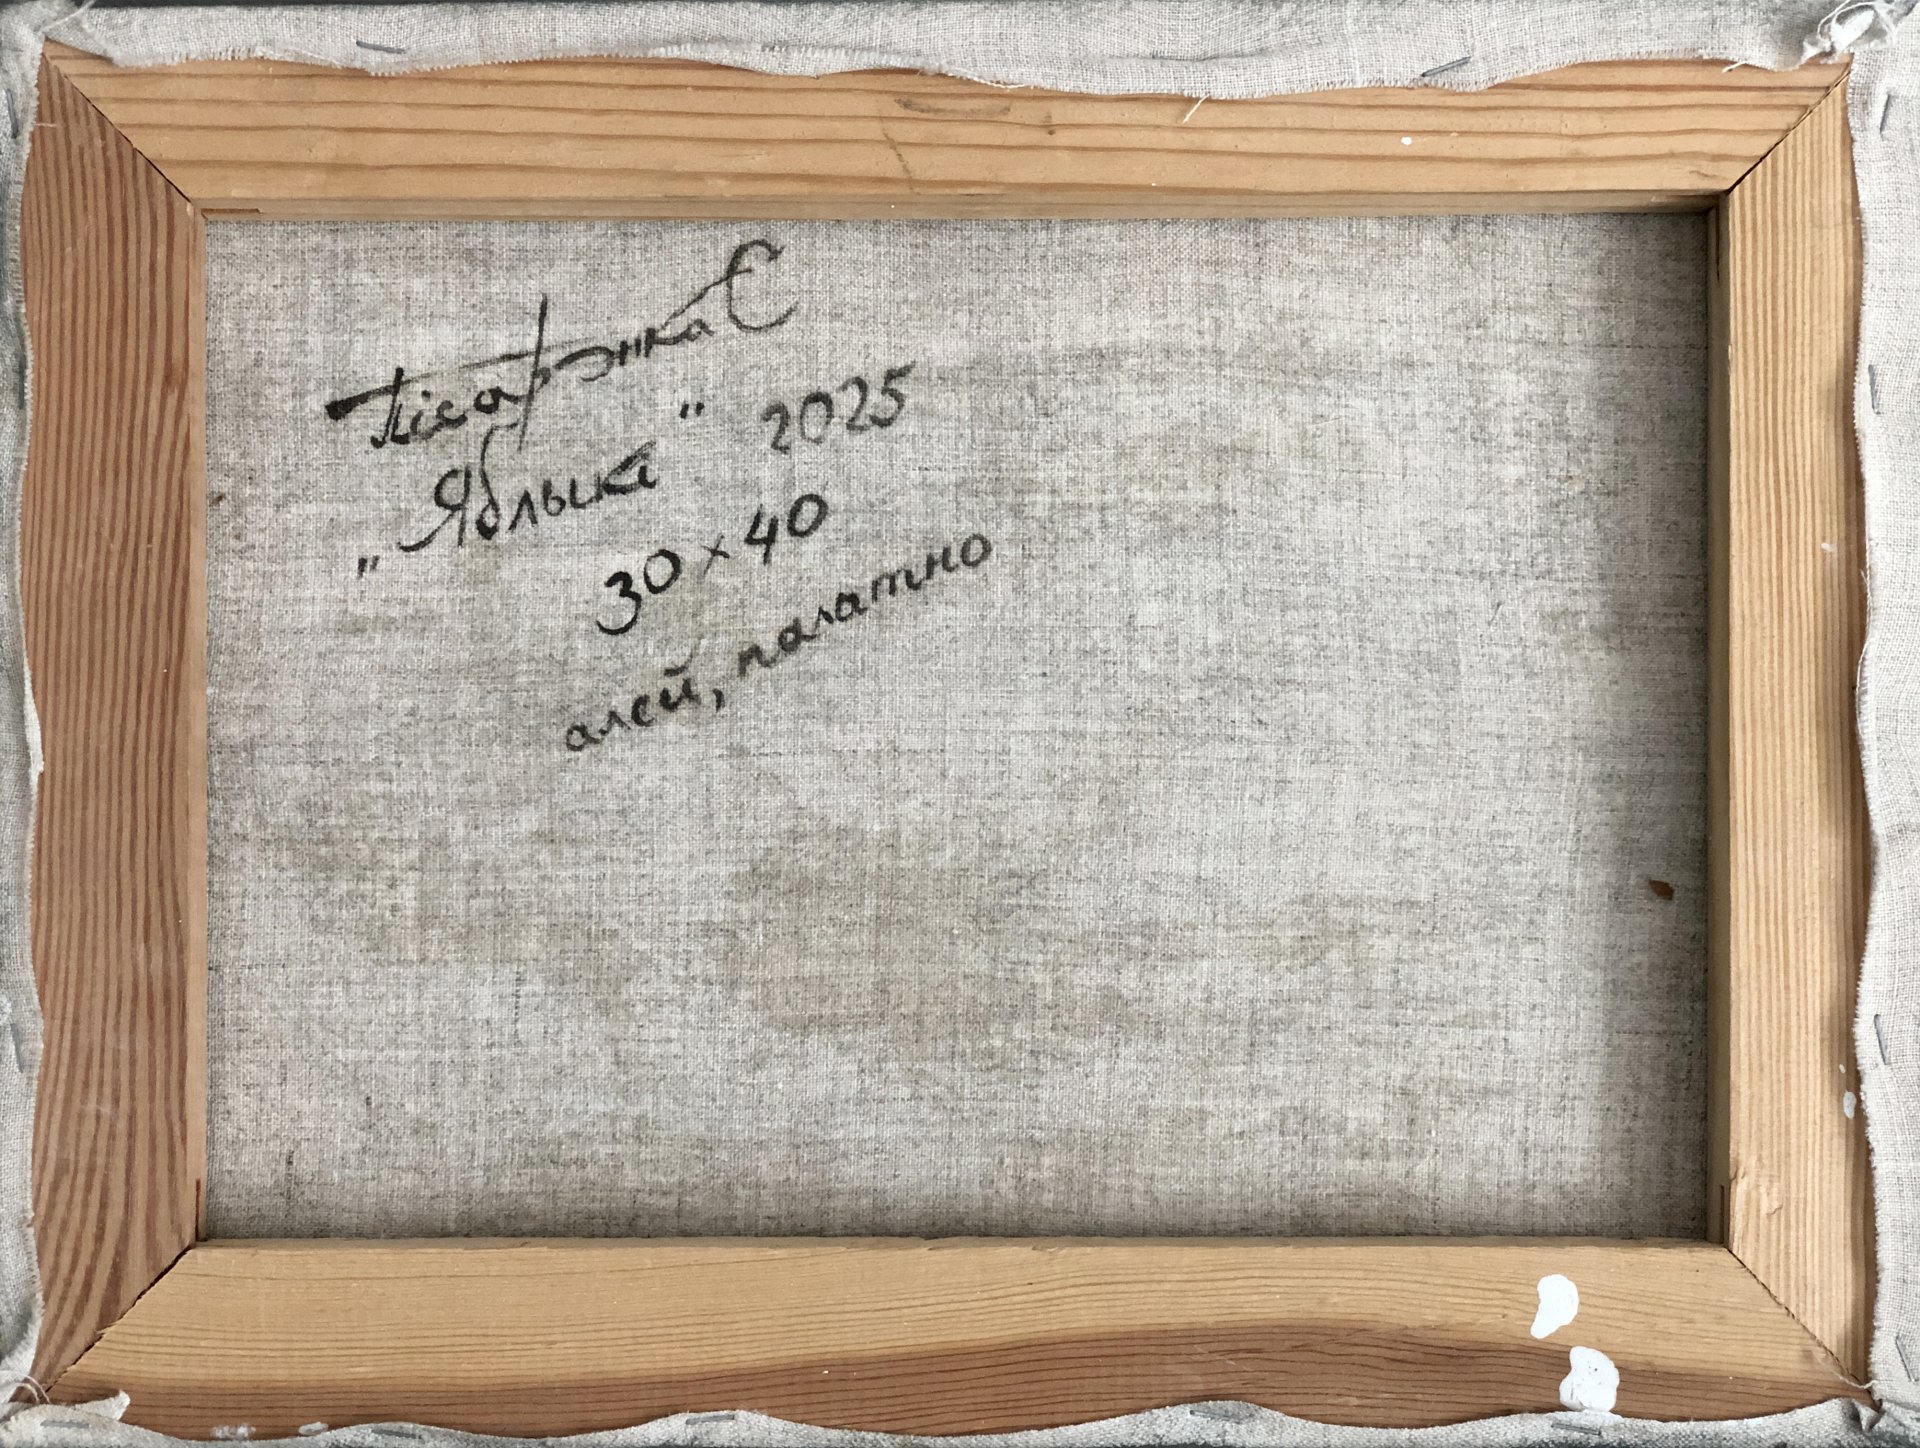 Пісарэнка С
„Яблыкі" 2025
30 x 40
алей, палатно